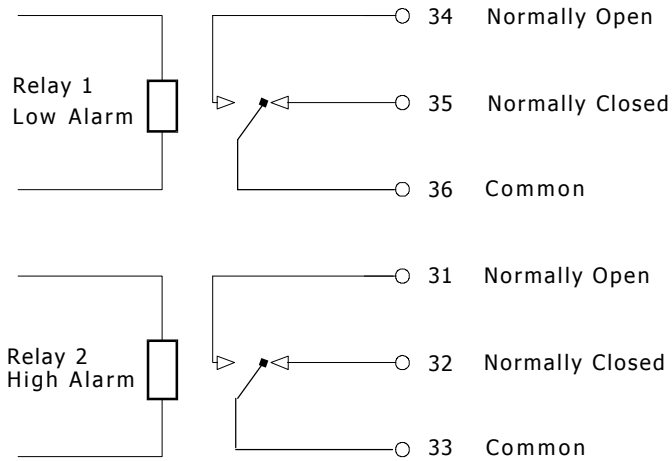 34 Normally Open
Relay 1
Low Alarm
35 Normally Closed
36 Common
31 Normally Open
Relay 2
High Alarm
32 Normally Closed
33 Common